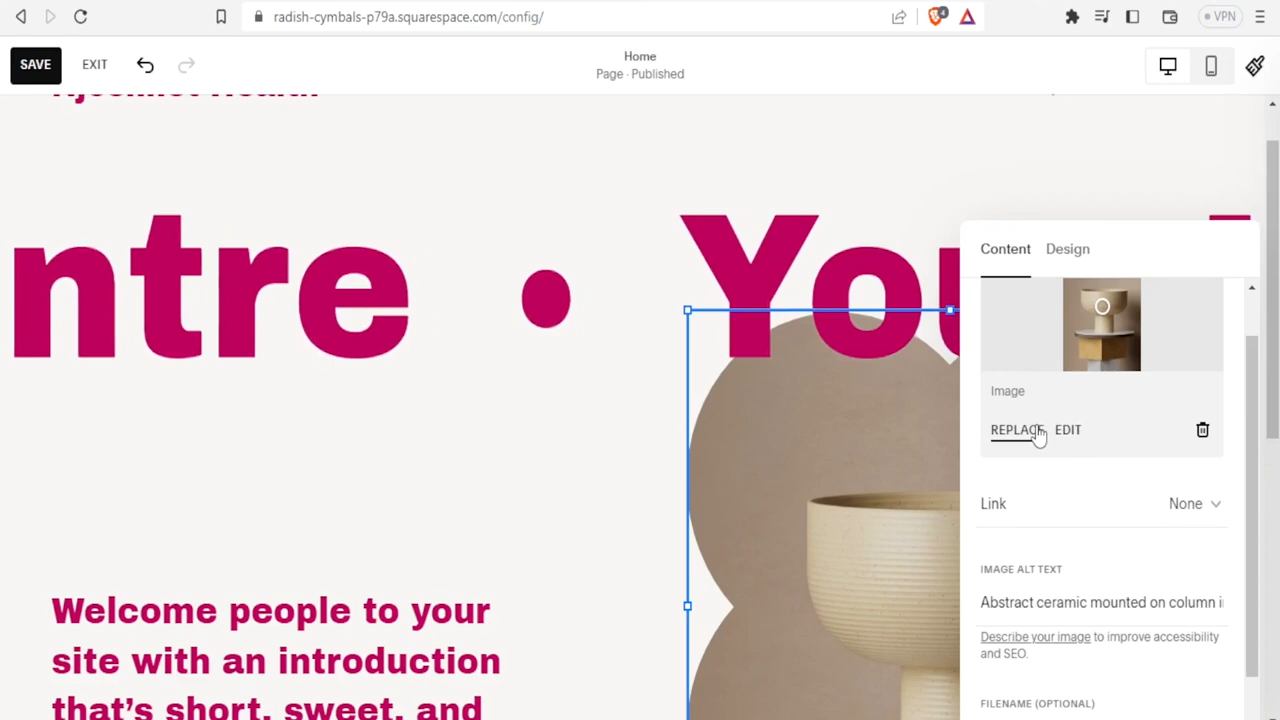 radish-cymbals-p79a.squarespace.com/config/
4
VPN
SAVE
EXIT
Home
Page · Published
ntre • You
Content
Design
Image
REPLACE
EDIT
Link
None
IMAGE ALT TEXT
Abstract ceramic mounted on column i
Describe your image to improve accessibility
and SEO.
FILENAME (OPTIONAL)
Welcome people to your
site with an introduction
that's short, sweet, and